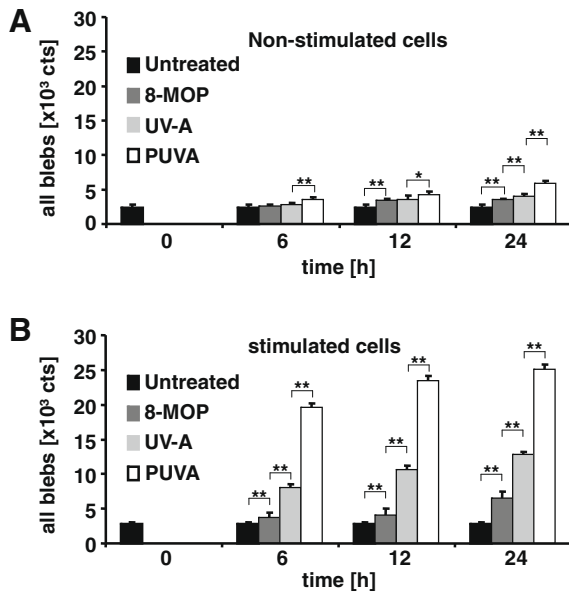 A
Non-stimulated cells
all blebs [x10³ cts]
30
25
20
15
10
5
0
Untreated
8-MOP
UV-A
PUVA
**
**
*
**
**
**
0 6 12 24
time [h]
B
stimulated cells
all blebs [x10³ cts]
30
25
20
15
10
5
0
Untreated
8-MOP
UV-A
PUVA
**
**
**
**
**
**
**
**
**
0 6 12 24
time [h]